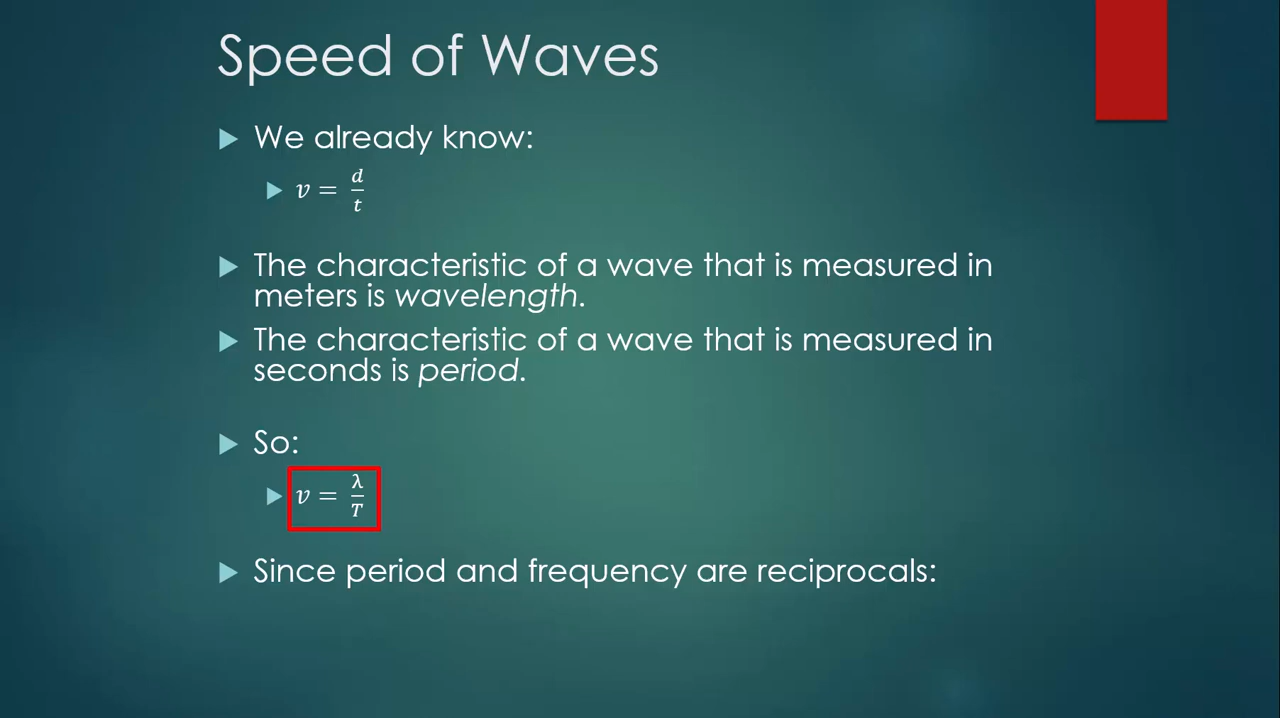 Speed of Waves
We already know:
v = d/t
The characteristic of a wave that is measured in
meters is wavelength.
The characteristic of a wave that is measured in
seconds is period.
So:
v = λ/T
Since period and frequency are reciprocals: